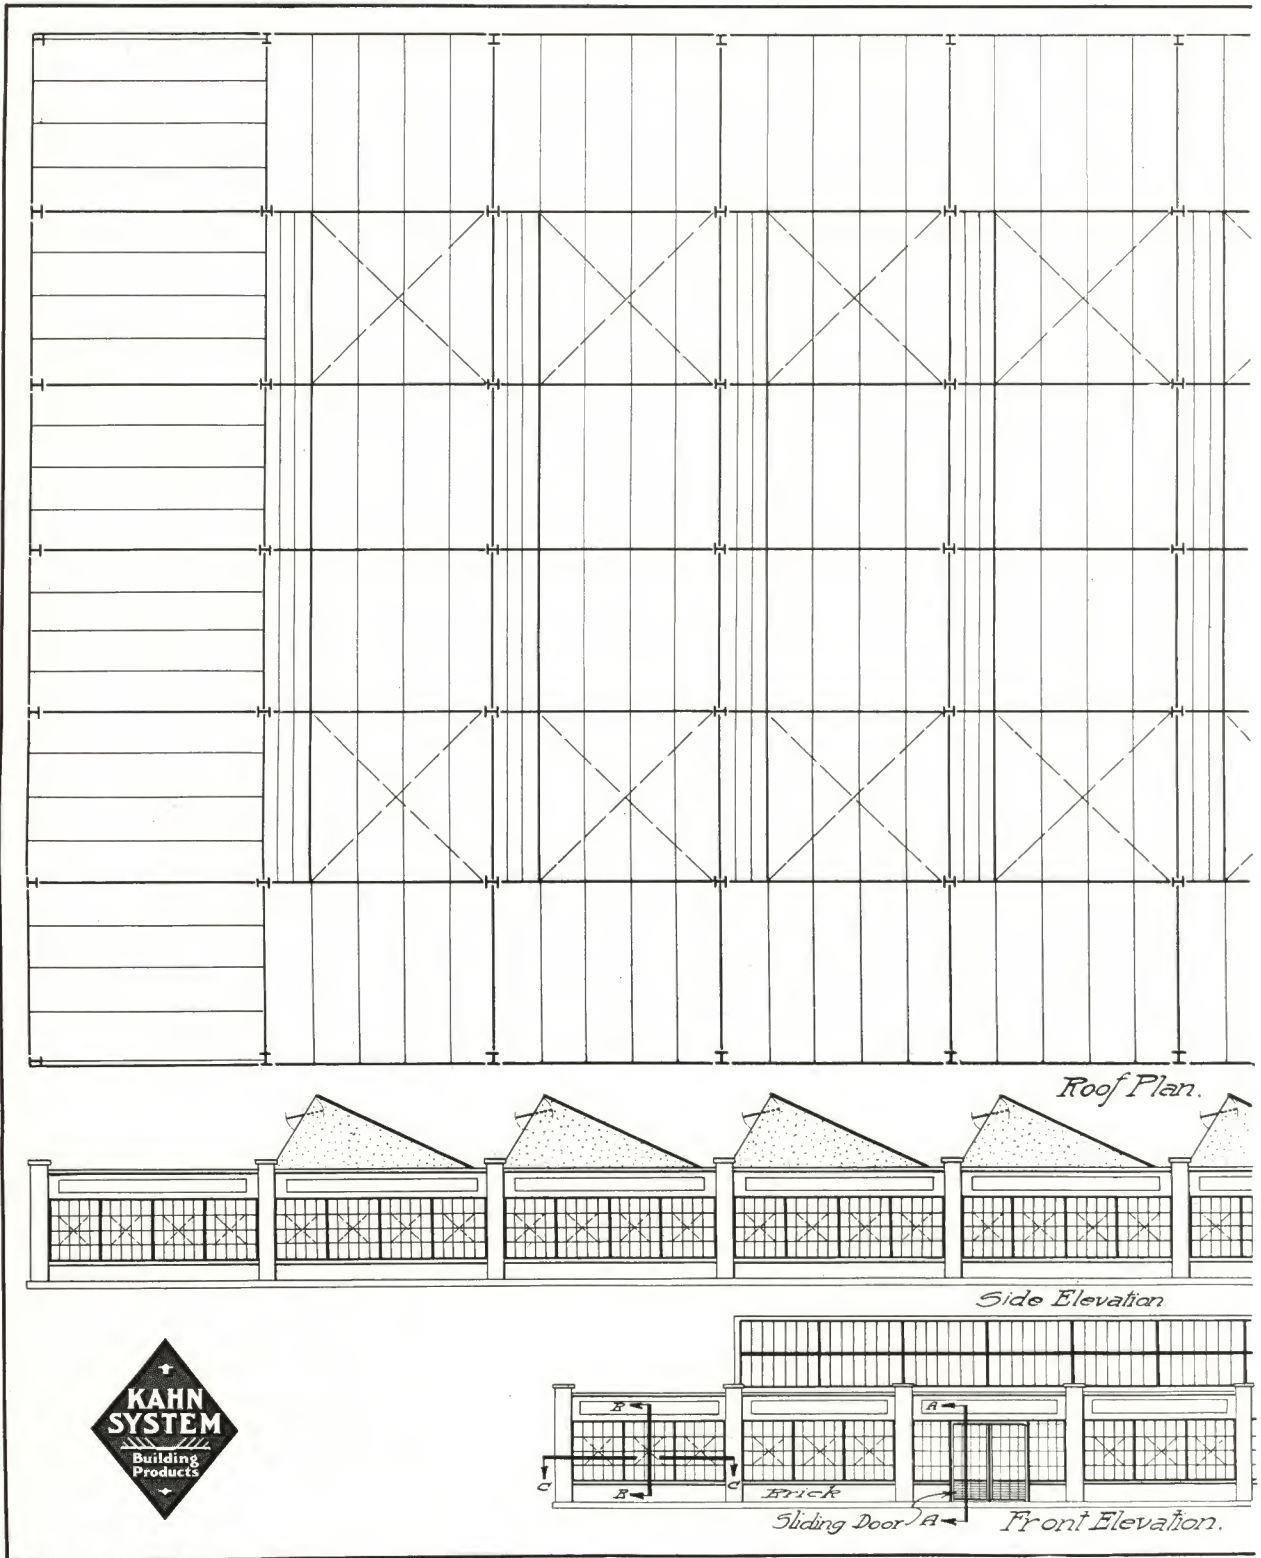 Roof Plan.
Side Elevation
KAHN
SYSTEM
Building
Products
B
A
C
C
B
Brick
Sliding Door
A
Front Elevation.